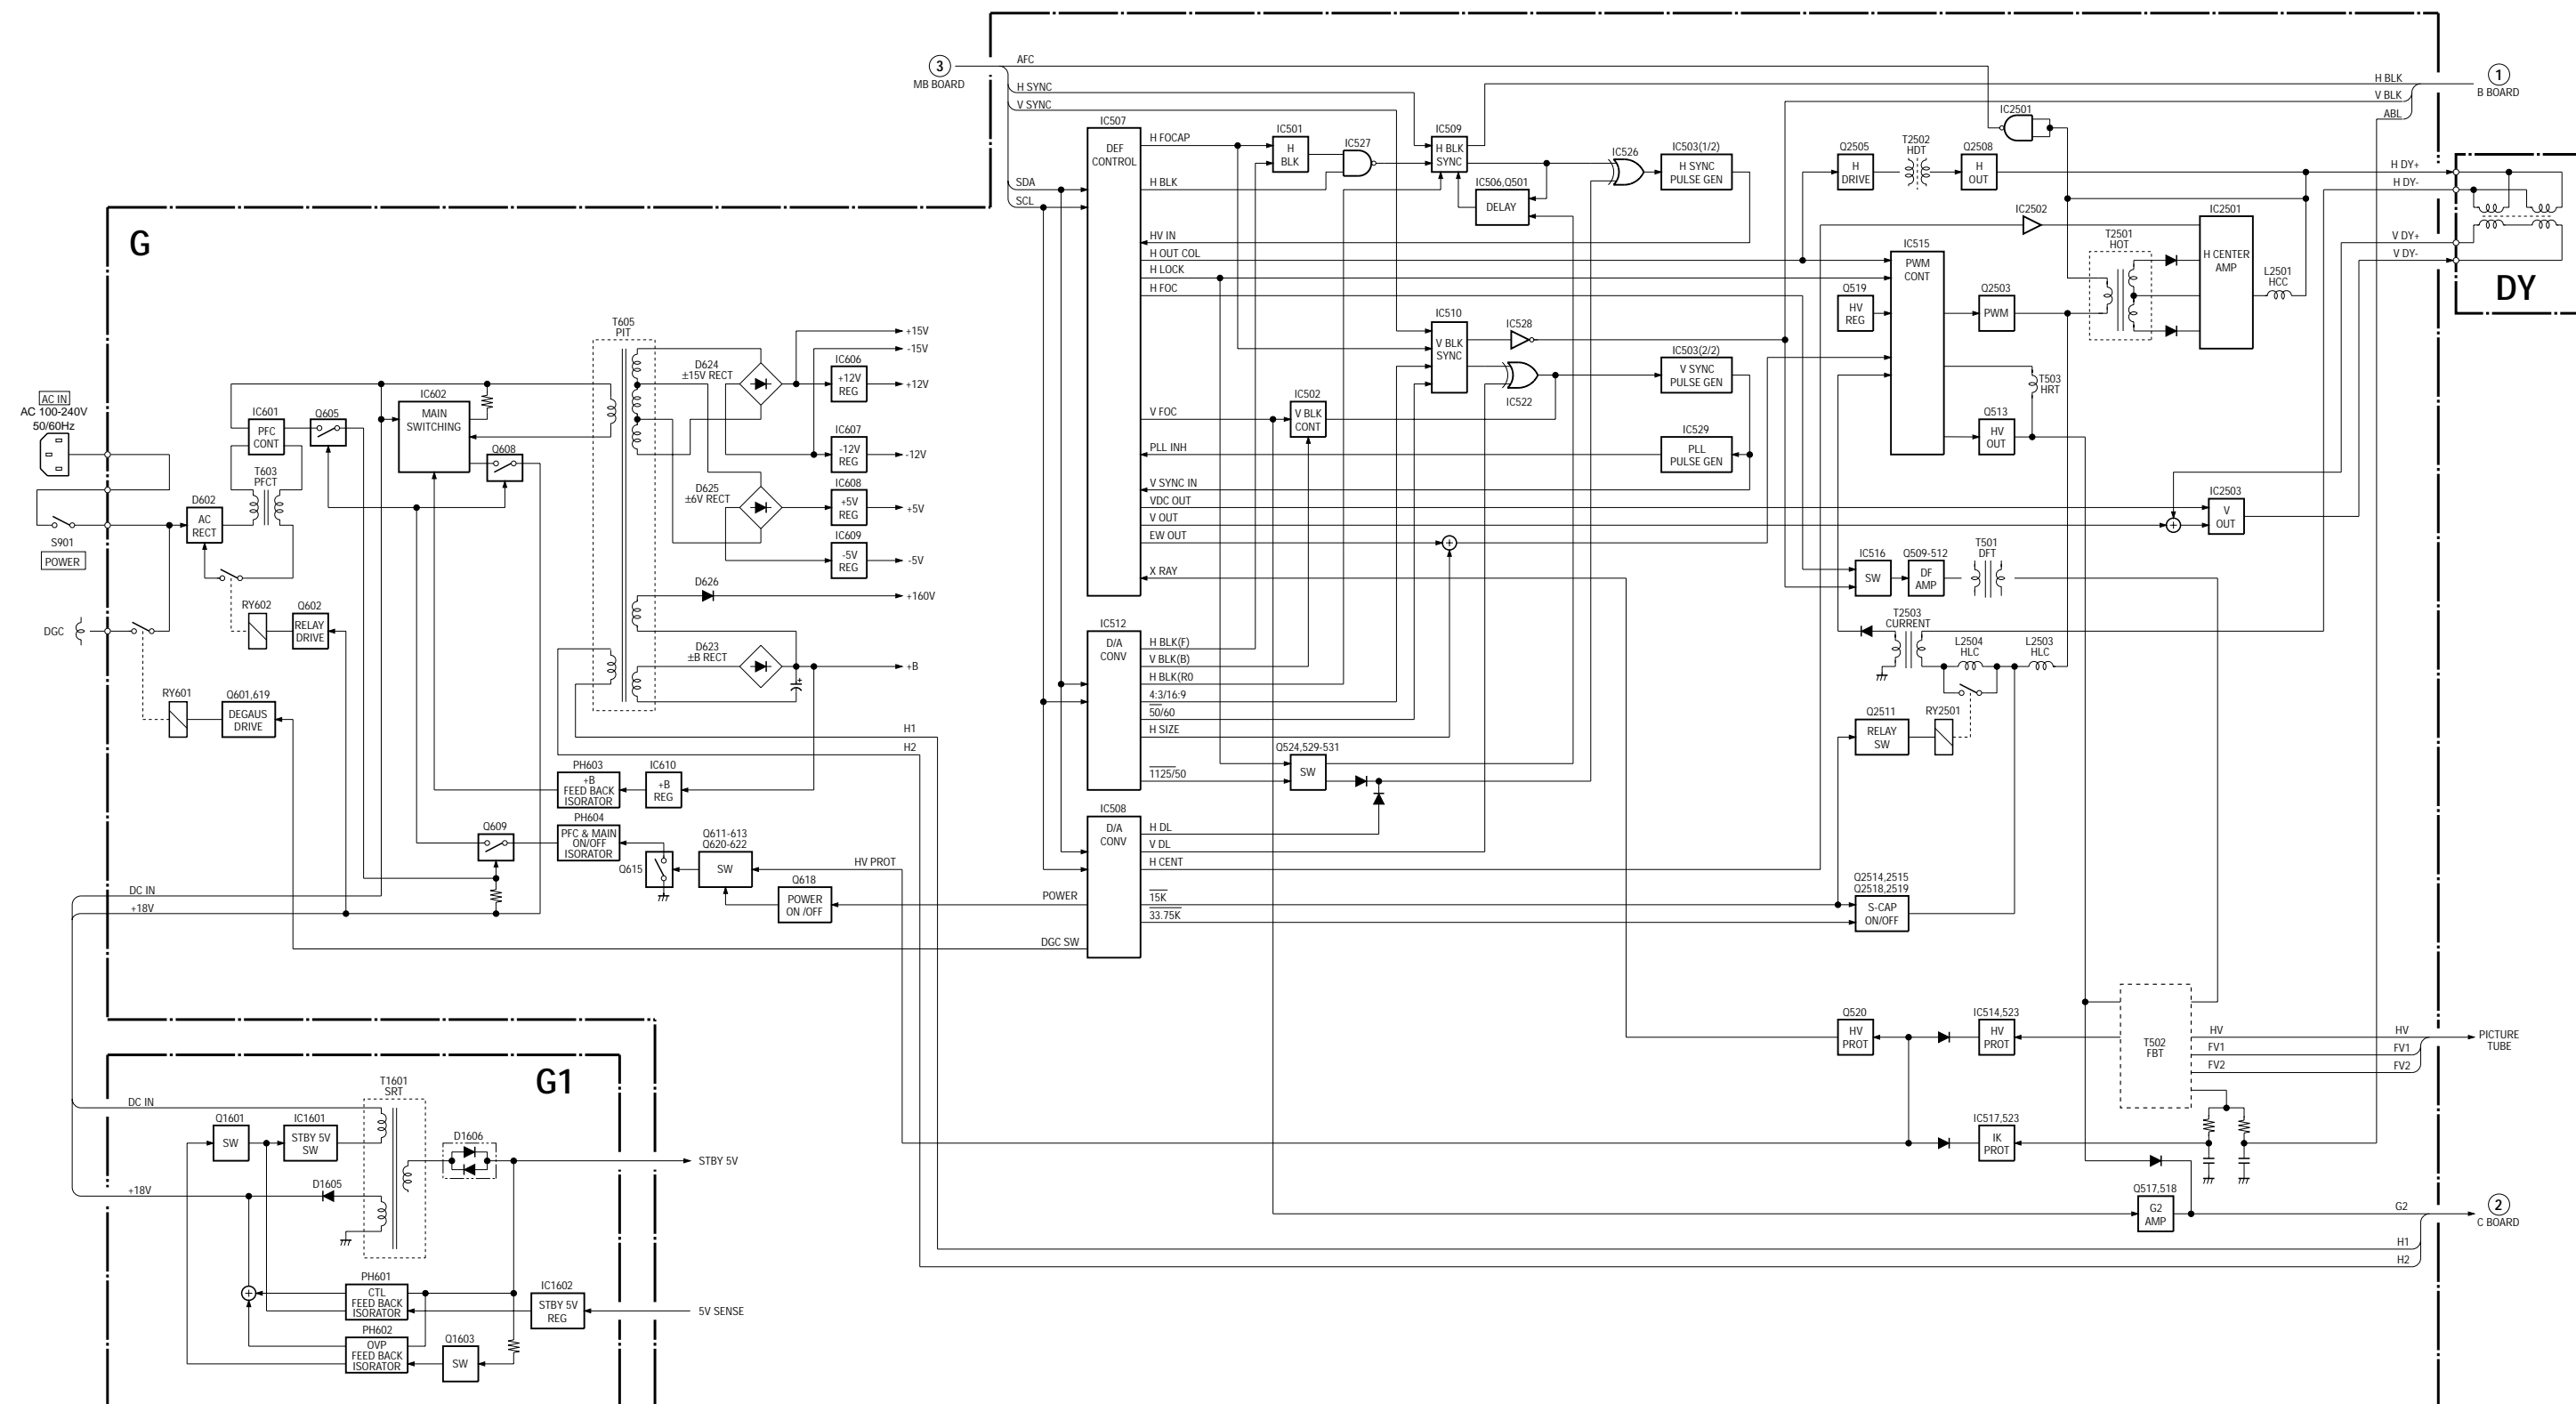 3
MB BOARD
AFC
H SYNC
V SYNC
SDA
SCL
H BLK
V BLK
ABL
1
B BOARD
G
IC507
DEF
CONTROL
H FOCAP
H BLK
HV IN
H OUT COL
H LOCK
H FOC
V FOC
PLL INH
V SYNC IN
VDC OUT
V OUT
EW OUT
X RAY
IC501
H
BLK
IC527
IC509
H BLK
SYNC
IC506,Q501
DELAY
IC526
IC503(1/2)
H SYNC
PULSE GEN
IC2501
Q2505
H
DRIVE
T2502
HDT
Q2508
H
OUT
H DY+
H DY-
V DY+
V DY-
DY
IC2502
IC2501
H CENTER
AMP
T2501
HOT
L2501
HCC
IC515
PWM
CONT
Q519
HV
REG
Q2503
PWM
T503
HRT
Q513
HV
OUT
IC510
V BLK
SYNC
IC528
IC522
IC503(2/2)
V SYNC
PULSE GEN
IC502
V BLK
CONT
IC529
PLL
PULSE GEN
IC2503
V
OUT
IC516
SW
Q509-512
DF
AMP
T501
DFT
T2503
CURRENT
L2504
HLC
L2503
HLC
Q2511
RELAY
SW
RY2501
AC IN
AC 100-240V
50/60Hz
S901
POWER
DGC
IC601
PFC
CONT
Q605
T603
PFCT
D602
AC
RECT
RY602
Q602
RELAY
DRIVE
RY601
Q601,619
DEGAUS
DRIVE
IC602
MAIN
SWITCHING
Q608
T605
PIT
D624
±15V RECT
D625
±6V RECT
D626
D623
±B RECT
+15V
-15V
IC606
+12V
REG
+12V
IC607
-12V
REG
-12V
IC608
+5V
REG
+5V
IC609
-5V
REG
-5V
+160V
+B
H1
H2
PH603
+B
FEED BACK
ISORATOR
IC610
+B
REG
PH604
PFC & MAIN
ON/OFF
ISORATOR
Q609
Q615
Q611-613
Q620-622
SW
HV PROT
Q618
POWER
ON /OFF
POWER
DGC SW
DC IN
+18V
IC512
D/A
CONV
H BLK(F)
V BLK(B)
H BLK(R0
4:3/16:9
50/60
H SIZE
1125/50
Q524,529-531
SW
IC508
D/A
CONV
H DL
V DL
H CENT
15K
33.75K
Q2514,2515
Q2518,2519
S-CAP
ON/OFF
Q520
HV
PROT
IC514,523
HV
PROT
IC517,523
IK
PROT
T502
FBT
HV
FV1
FV2
HV
FV1
FV2
PICTURE
TUBE
Q517,518
G2
AMP
G2
H1
H2
2
C BOARD
G1
DC IN
+18V
Q1601
SW
IC1601
STBY 5V
SW
T1601
SRT
D1606
D1605
STBY 5V
PH601
CTL
FEED BACK
ISORATOR
IC1602
STBY 5V
REG
5V SENSE
PH602
OVP
FEED BACK
ISORATOR
Q1603
SW